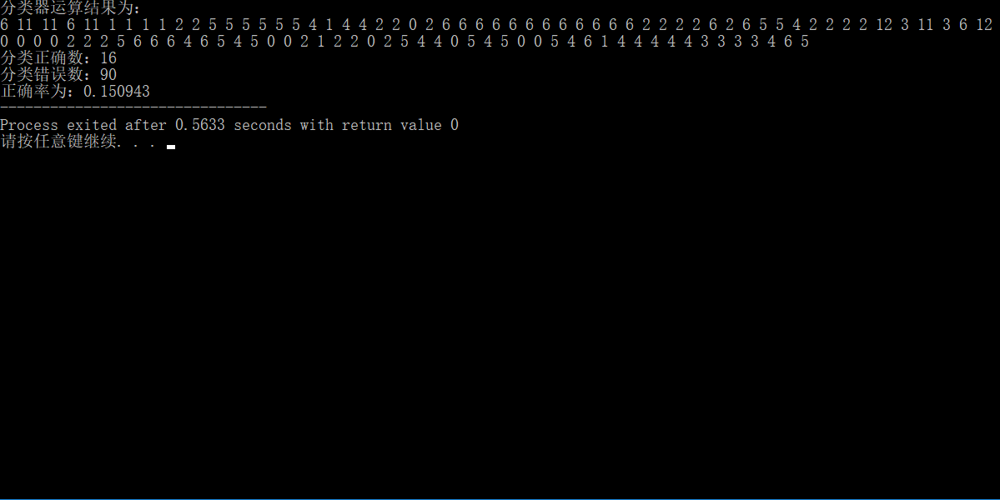 分类器运算结果为：
6 11 11 6 11 1 1 1 1 2 2 5 5 5 5 5 5 4 1 4 4 2 2 0 2 6 6 6 6 6 6 6 6 6 6 6 6 2 2 2 2 6 2 6 5 5 4 2 2 2 2 12 3 11 3 6 12
0 0 0 0 2 2 2 5 6 6 6 4 6 5 4 5 0 0 2 1 2 2 0 2 5 4 4 0 5 4 5 0 0 5 4 6 1 4 4 4 4 4 3 3 3 3 4 6 5
分类正确数：16
分类错误数：90
正确率为：0.150943
--------------------------------
Process exited after 0.5633 seconds with return value 0
请按任意键继续. . .